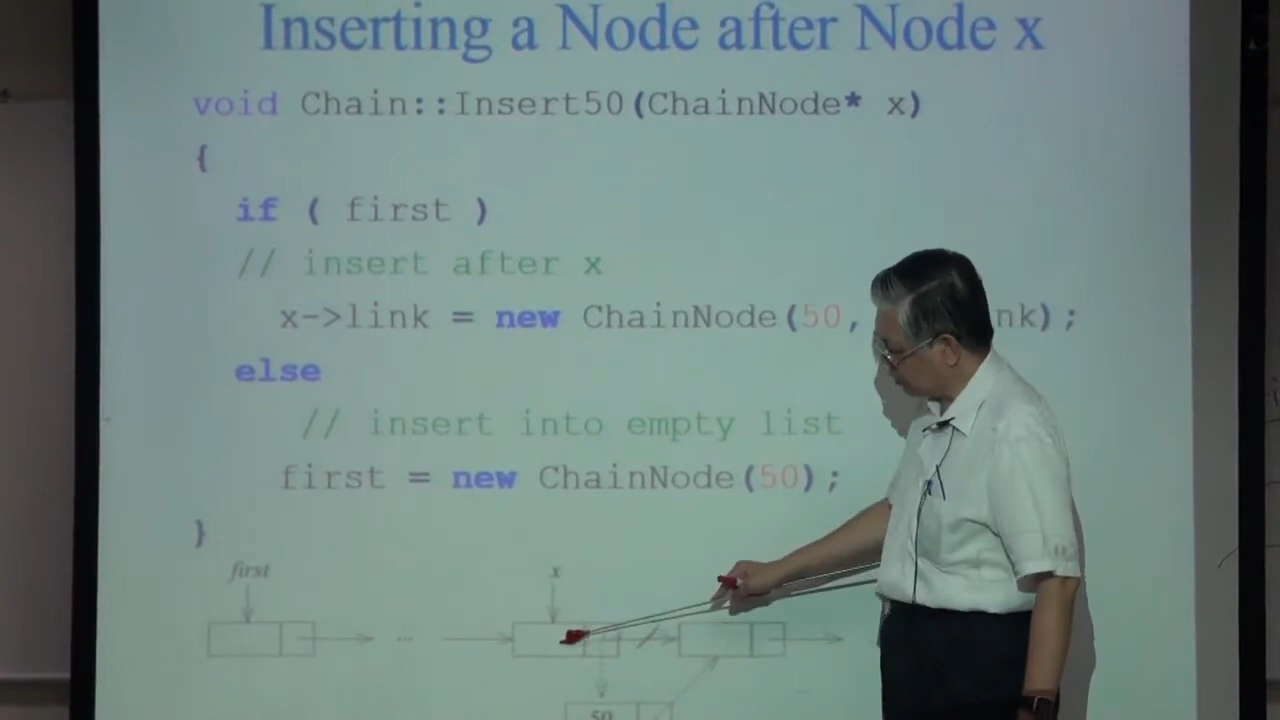 Inserting a Node after Node x
void Chain::Insert50(ChainNode* x)
{
if ( first )
// insert after x
x->link = new ChainNode(50, nk);
else
// insert into empty list
first = new ChainNode(50);
}
first x
...
50